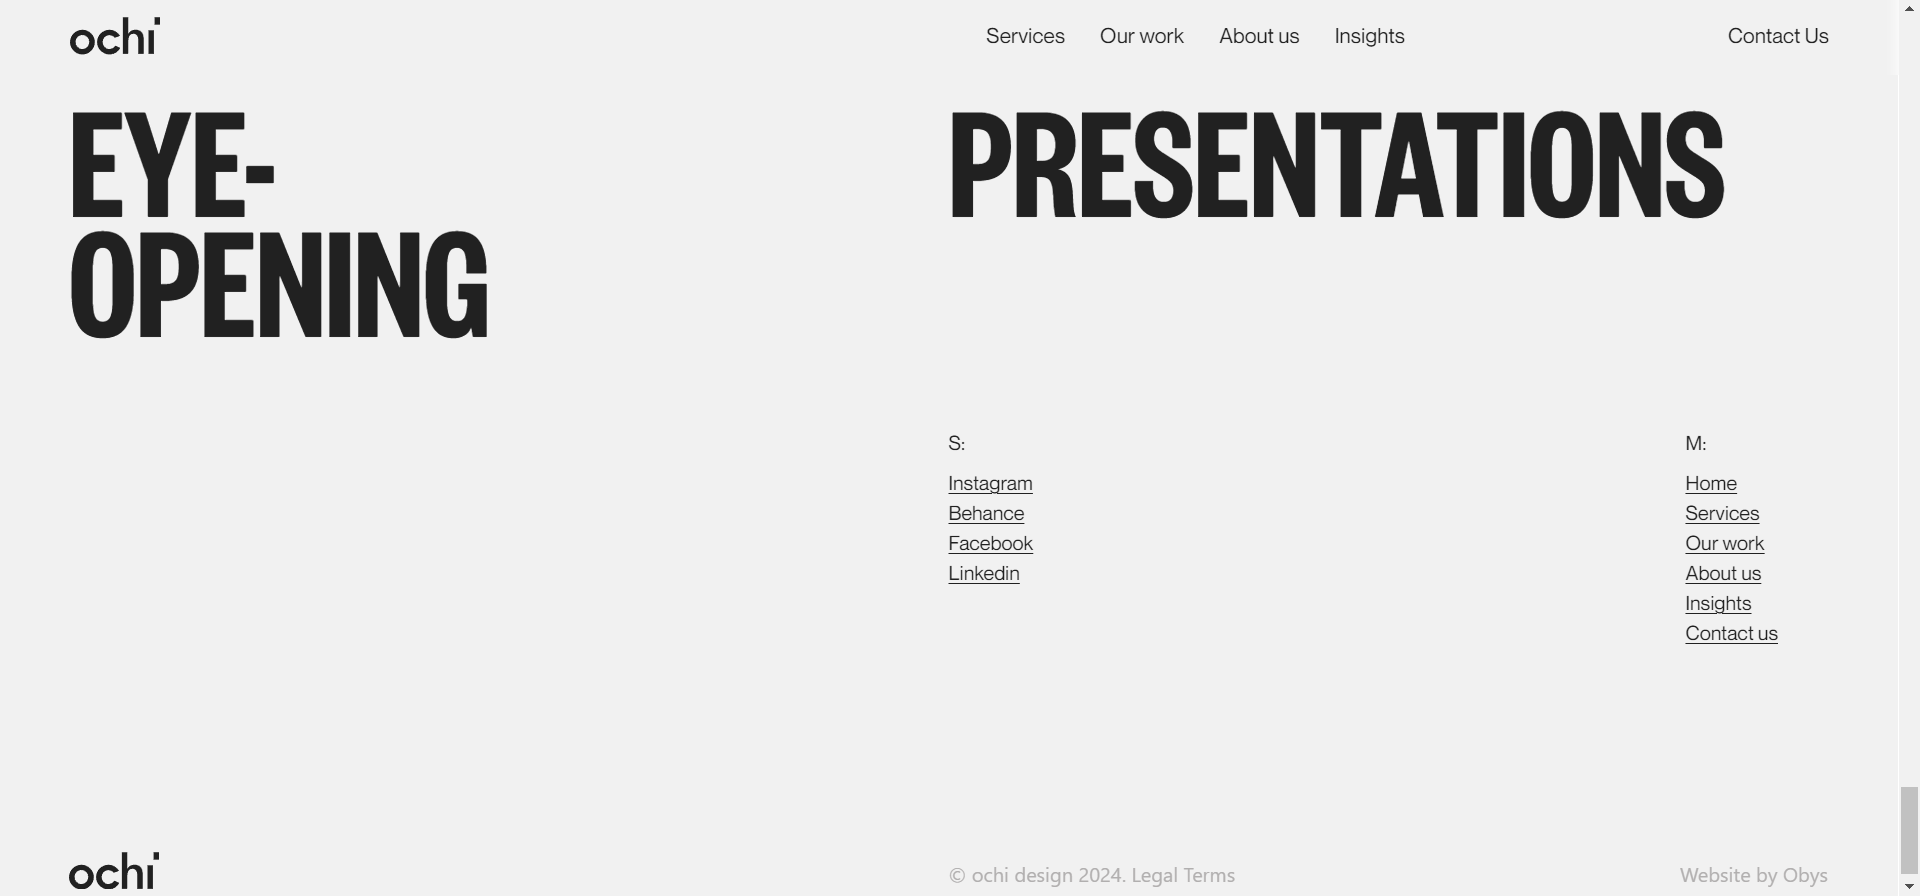 ochi
Services Our work About us Insights Contact Us
EYE-
OPENING
PRESENTATIONS
S:
Instagram
Behance
Facebook
Linkedin
M:
Home
Services
Our work
About us
Insights
Contact us
ochi
© ochi design 2024. Legal Terms
Website by Obys